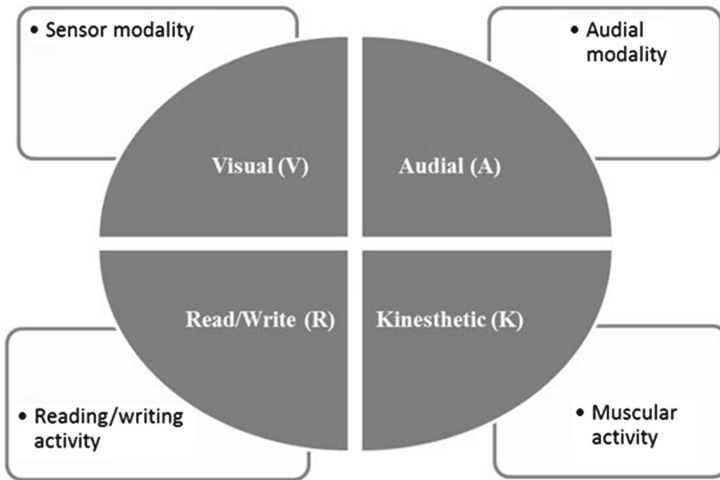 • Sensor modality
• Audial
modality
Visual (V)
Audial (A)
Read/Write (R)
Kinesthetic (K)
• Reading/writing
activity
• Muscular
activity